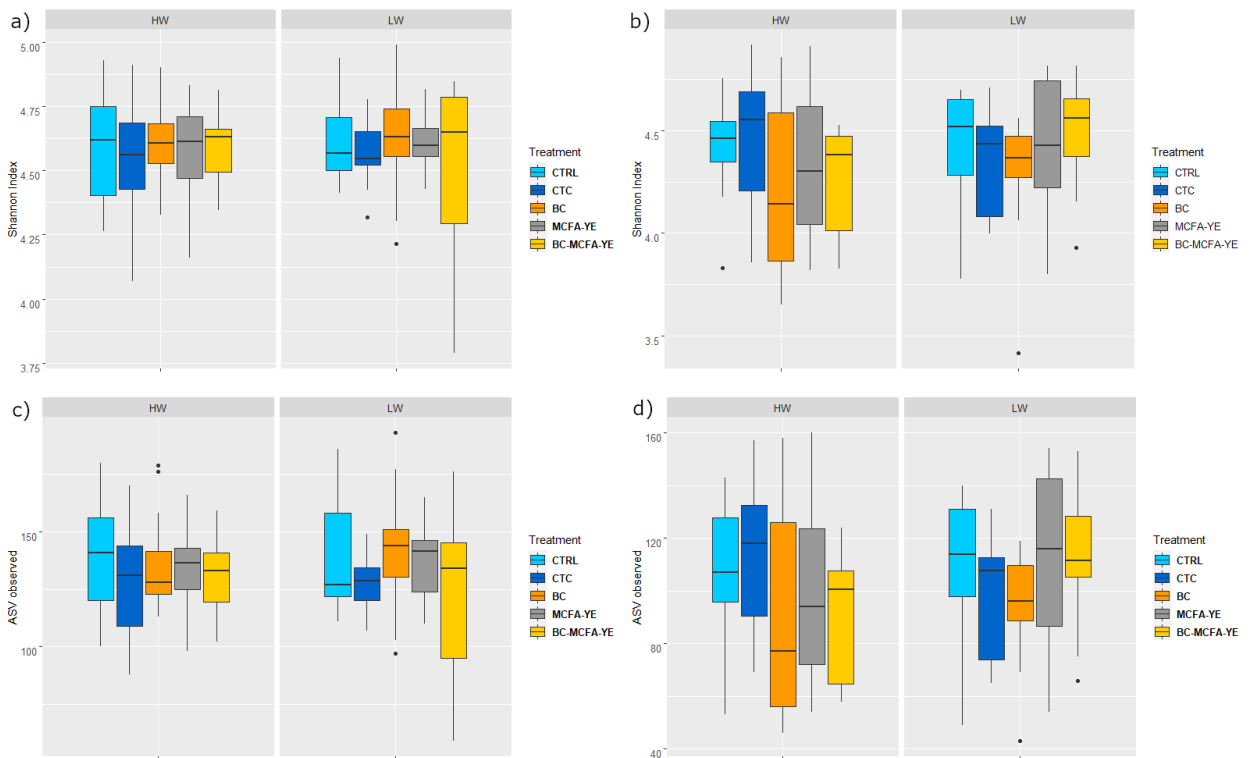 a)
HW
LW
5.00
4.75
4.50
4.25
4.00
3.75
Shannon Index
Treatment
CTRL
CTC
BC
MCFA-YE
BC-MCFA-YE
b)
HW
LW
4.5
4.0
3.5
Shannon Index
Treatment
CTRL
CTC
BC
MCFA-YE
BC-MCFA-YE
c)
HW
LW
150
100
ASV observed
Treatment
CTRL
CTC
BC
MCFA-YE
BC-MCFA-YE
d)
HW
LW
160
120
80
40
ASV observed
Treatment
CTRL
CTC
BC
MCFA-YE
BC-MCFA-YE